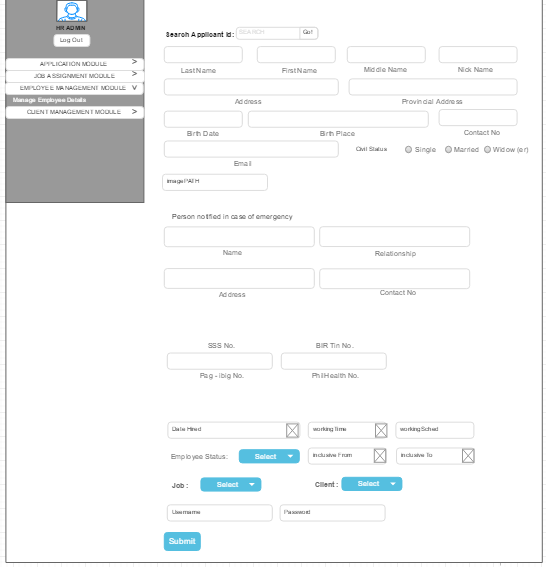 HR ADMIN
Log Out
APPLICATION MODULE >
JOB ASSIGNMENT MODULE >
EMPLOYEE MANAGEMENT MODULE V
Manage Employee Details
CLIENT MANAGEMENT MODULE >
Search Applicant Id: SEARCH Go!
Last Name First Name Middle Name Nick Name
Address Provincial Address
Birth Date Birth Place Contact No
Civil Status Single Married Widow (er)
Email
imagePATH
Person notified in case of emergency
Name Relationship
Address Contact No
SSS No. BIR Tin No.
Pag - ibig No. PhilHealth No.
Date Hired workingTime workingSched
Employee Status: Select Inclusive From Inclusive To
Job : Select Client : Select
Username Password
Submit